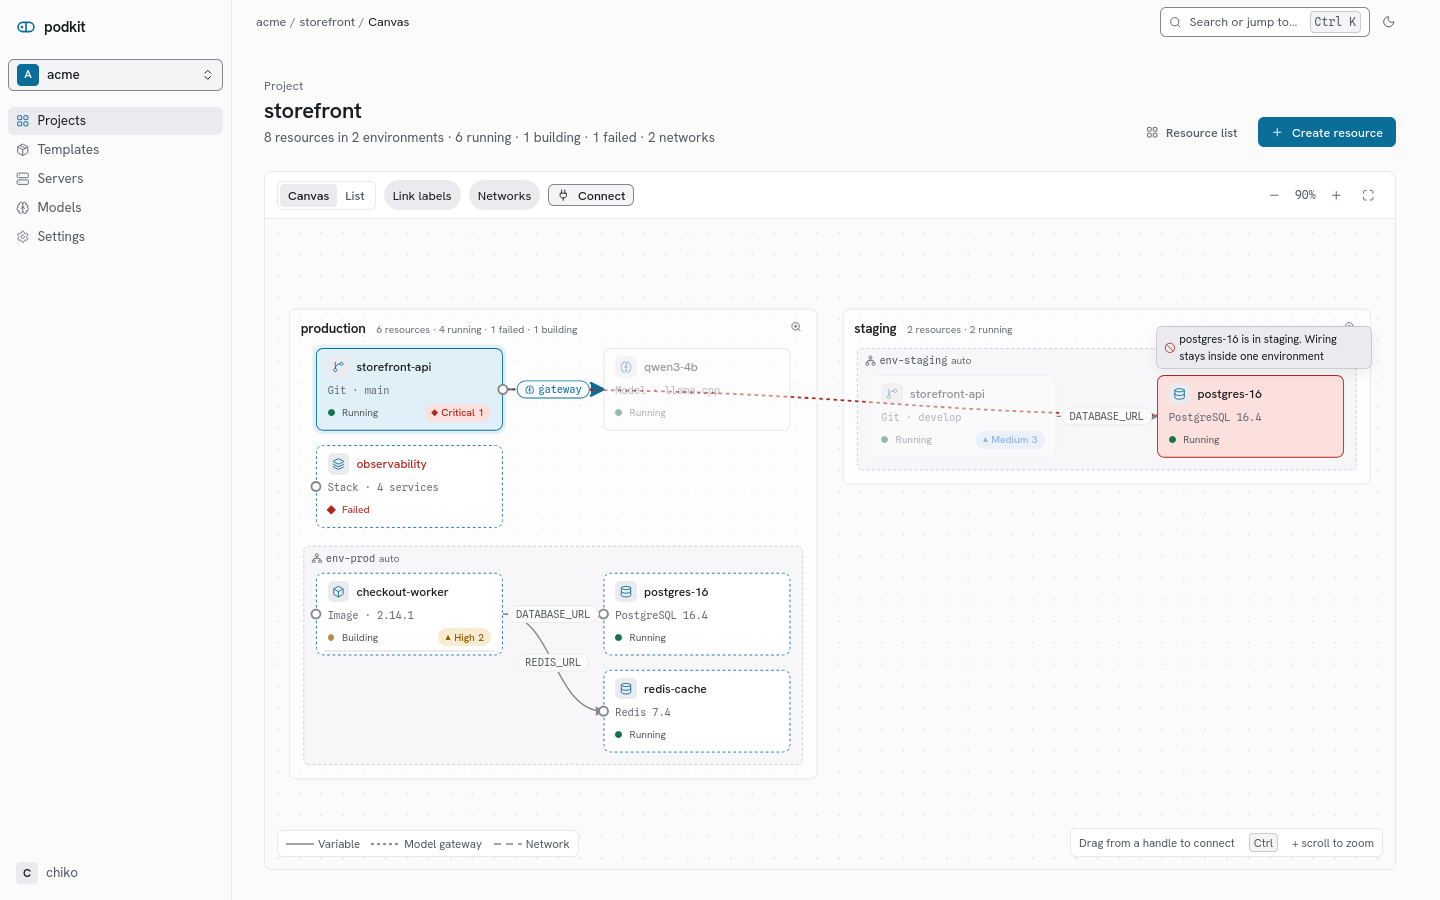 podkit
acme / storefront / Canvas
Search or jump to...
Ctrl K
A
acme
Projects
Templates
Servers
Models
Settings
Project
storefront
8 resources in 2 environments · 6 running · 1 building · 1 failed · 2 networks
Resource list
Create resource
Canvas
List
Link labels
Networks
Connect
90%
production
6 resources · 4 running · 1 failed · 1 building
storefront-api
Git · main
Running
Critical 1
gateway
qwen3-4b
Model · llama.cpp
Running
observability
Stack · 4 services
Failed
env-prod auto
checkout-worker
Image · 2.14.1
Building
High 2
DATABASE_URL
REDIS_URL
postgres-16
PostgreSQL 16.4
Running
redis-cache
Redis 7.4
Running
staging
2 resources · 2 running
postgres-16 is in staging. Wiring
stays inside one environment
env-staging auto
storefront-api
Git · develop
Running
Medium 3
DATABASE_URL
postgres-16
PostgreSQL 16.4
Running
Variable
Model gateway
Network
Drag from a handle to connect
Ctrl
+ scroll to zoom
C
chiko